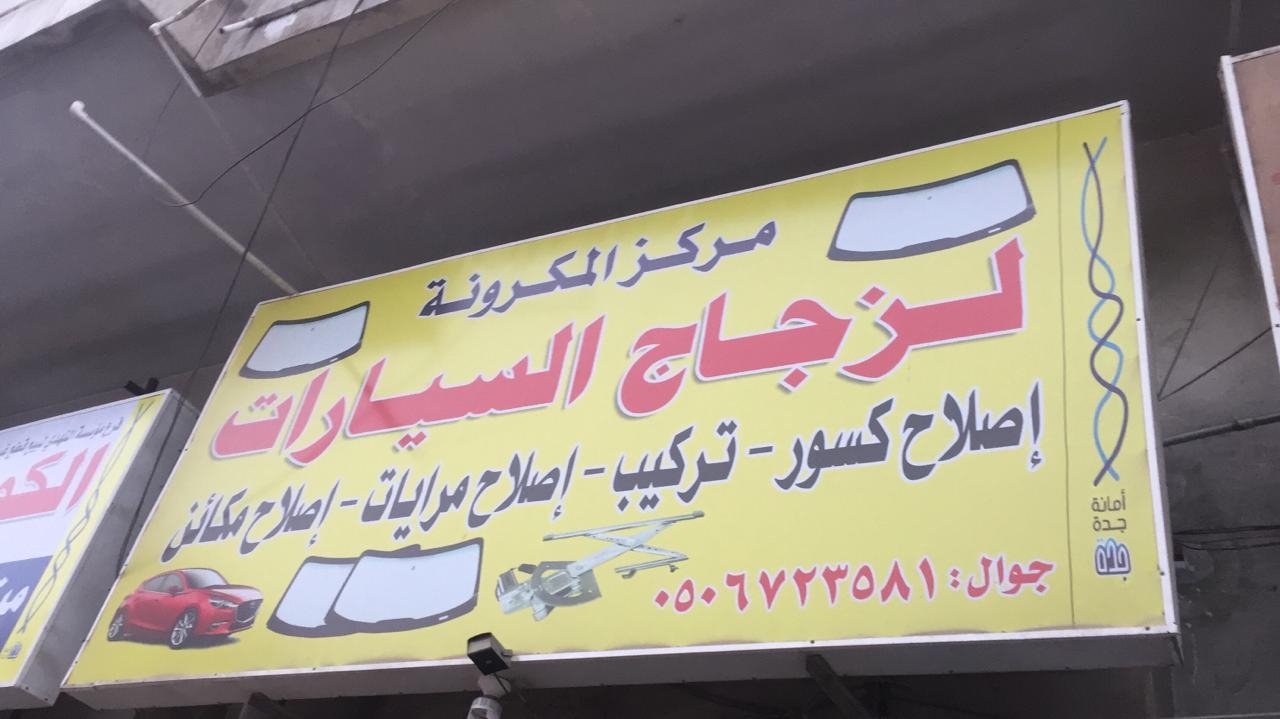 مركز المكرونة
لزجاج السيارات
إصلاح كسور - تركيب - إصلاح مرايات - إصلاح مكائن
جوال: ٠٥٠٦٧٢٣٥٨١
أمانة
جدة
جدة